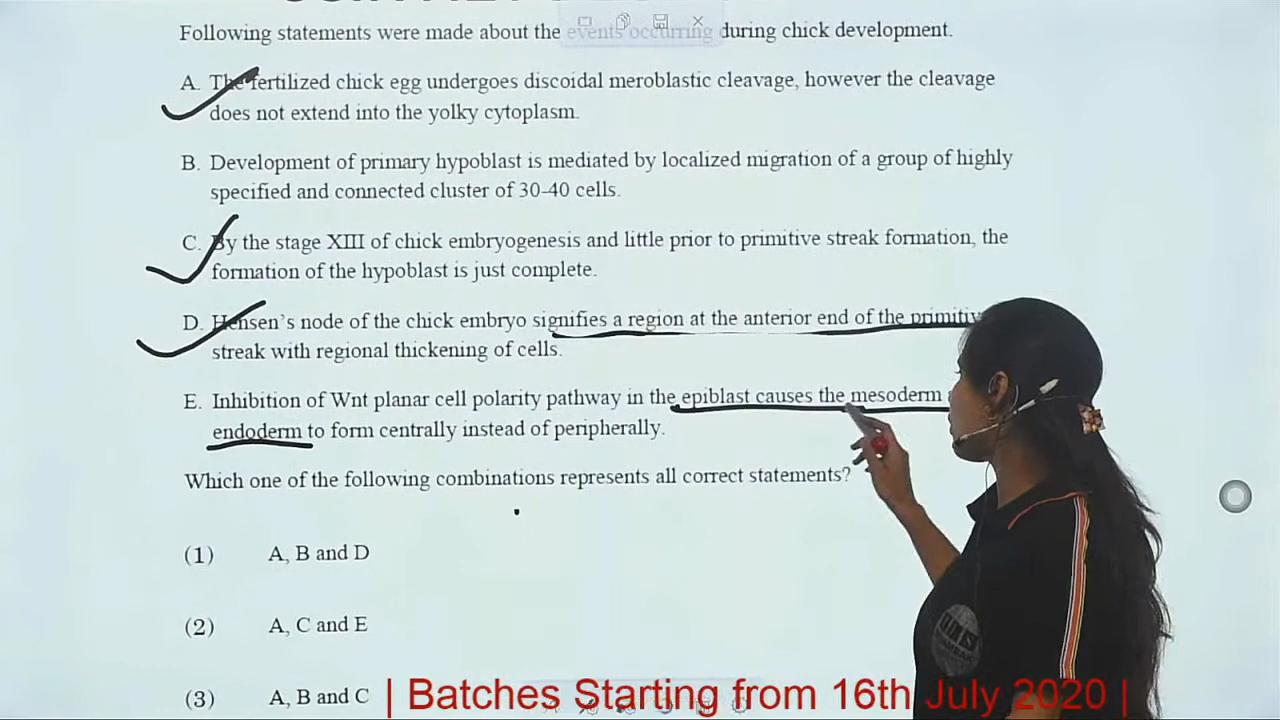 Following statements were made about the events occurring during chick development.
A. The fertilized chick egg undergoes discoidal meroblastic cleavage, however the cleavage
does not extend into the yolky cytoplasm.
B. Development of primary hypoblast is mediated by localized migration of a group of highly
specified and connected cluster of 30-40 cells.
C. By the stage XIII of chick embryogenesis and little prior to primitive streak formation, the
formation of the hypoblast is just complete.
D. Hensen's node of the chick embryo signifies a region at the anterior end of the primitiv
streak with regional thickening of cells.
E. Inhibition of Wnt planar cell polarity pathway in the epiblast causes the mesoderm
endoderm to form centrally instead of peripherally.
Which one of the following combinations represents all correct statements?
(1) A, B and D
(2) A, C and E
(3) A, B and C
| Batches Starting from 16th July 2020 |